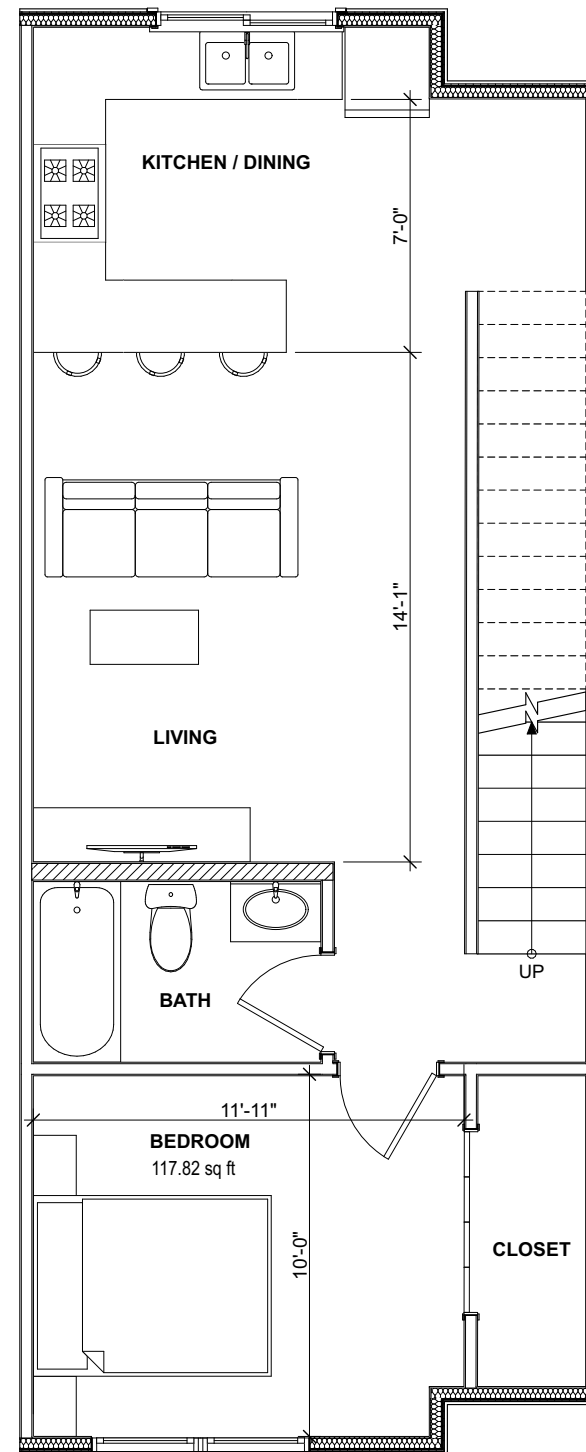 KITCHEN / DINING
7'-0"
14'-1"
LIVING
UP
BATH
11'-11"
BEDROOM
117.82 sq ft
10'-0"
CLOSET